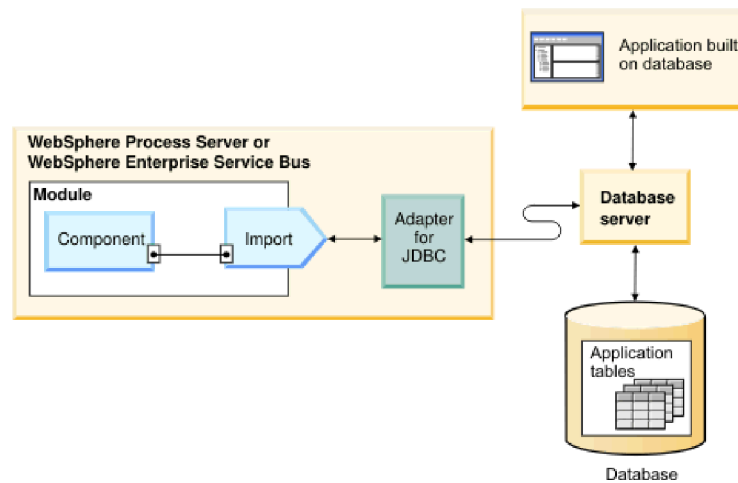 Application built
on database
WebSphere Process Server or
WebSphere Enterprise Service Bus
Module
Component
Import
Adapter
for
JDBC
Database
server
Application
tables
Database